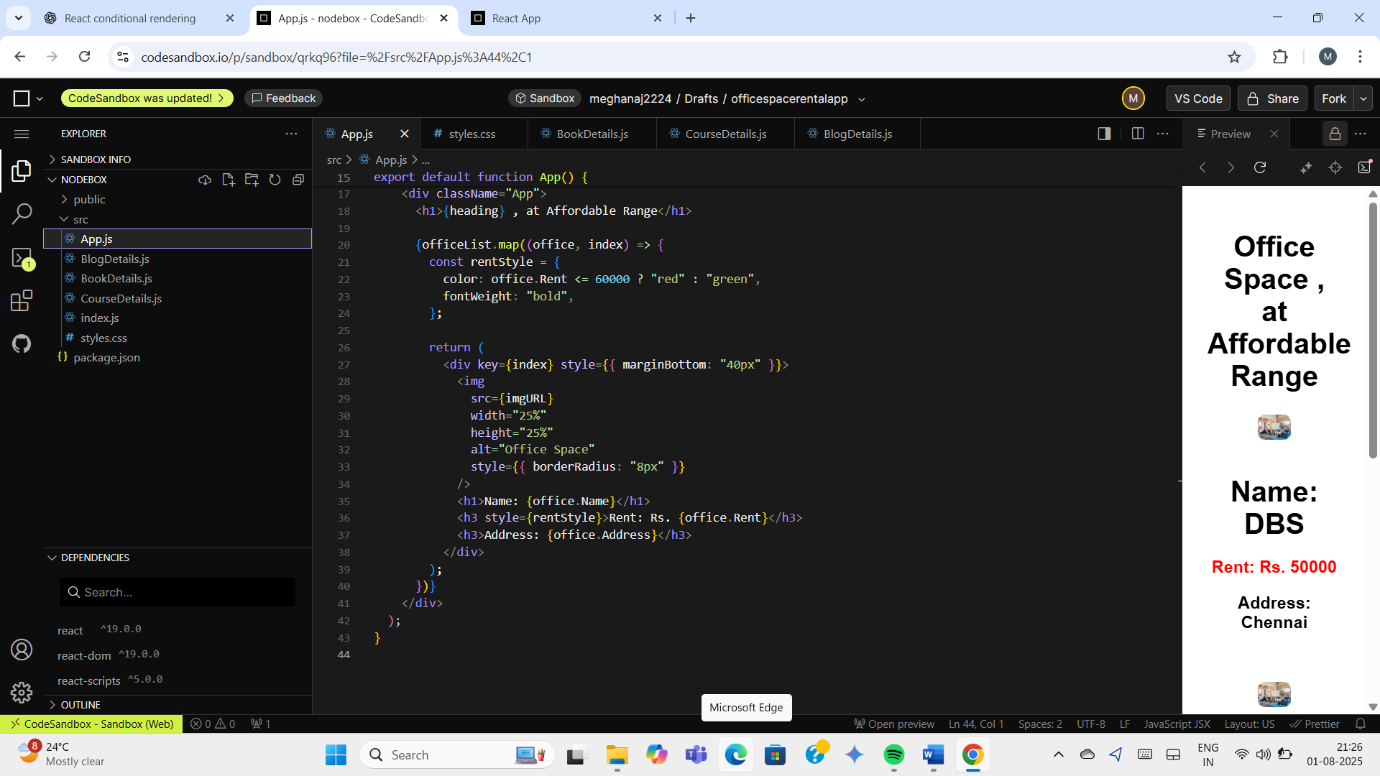 React conditional rendering
App.js - nodebox - CodeSandbo
React App
codesandbox.io/p/sandbox/qrkq96?file=%2Fsrc%2FApp.js%3A44%2C1
M
CodeSandbox was updated!
Feedback
Sandbox
meghanaj2224 / Drafts / officespacerentalapp
M
VS Code
Share
Fork
EXPLORER
SANDBOX INFO
NODEBOX
public
src
App.js
BlogDetails.js
BookDetails.js
CourseDetails.js
index.js
styles.css
package.json
1
DEPENDENCIES
Search...
react ^19.0.0
react-dom ^19.0.0
react-scripts ^5.0.0
OUTLINE
App.js
# styles.css
BookDetails.js
CourseDetails.js
BlogDetails.js
src > App.js > ...
15 export default function App() {
17 <div className="App">
18 <h1>{heading} , at Affordable Range</h1>
19
20 {officeList.map((office, index) => {
21 const rentStyle = {
22 color: office.Rent <= 60000 ? "red" : "green",
23 fontWeight: "bold",
24 };
25
26 return (
27 <div key={index} style={{ marginBottom: "40px" }}>
28 <img
29 src={imgURL}
30 width="25%"
31 height="25%"
32 alt="Office Space"
33 style={{ borderRadius: "8px" }}
34 />
35 <h1>Name: {office.Name}</h1>
36 <h3 style={rentStyle}>Rent: Rs. {office.Rent}</h3>
37 <h3>Address: {office.Address}</h3>
38 </div>
39 );
40 })}
41 </div>
42 );
43 }
44
Preview
Office
Space ,
at
Affordable
Range
Name:
DBS
Rent: Rs. 50000
Address:
Chennai
Microsoft Edge
CodeSandbox - Sandbox (Web)
0 0
1
Open preview
Ln 44, Col 1
Spaces: 2
UTF-8
LF
JavaScript JSX
Layout: US
Prettier
8
24°C
Mostly clear
Search
ENG
IN
21:26
01-08-2025